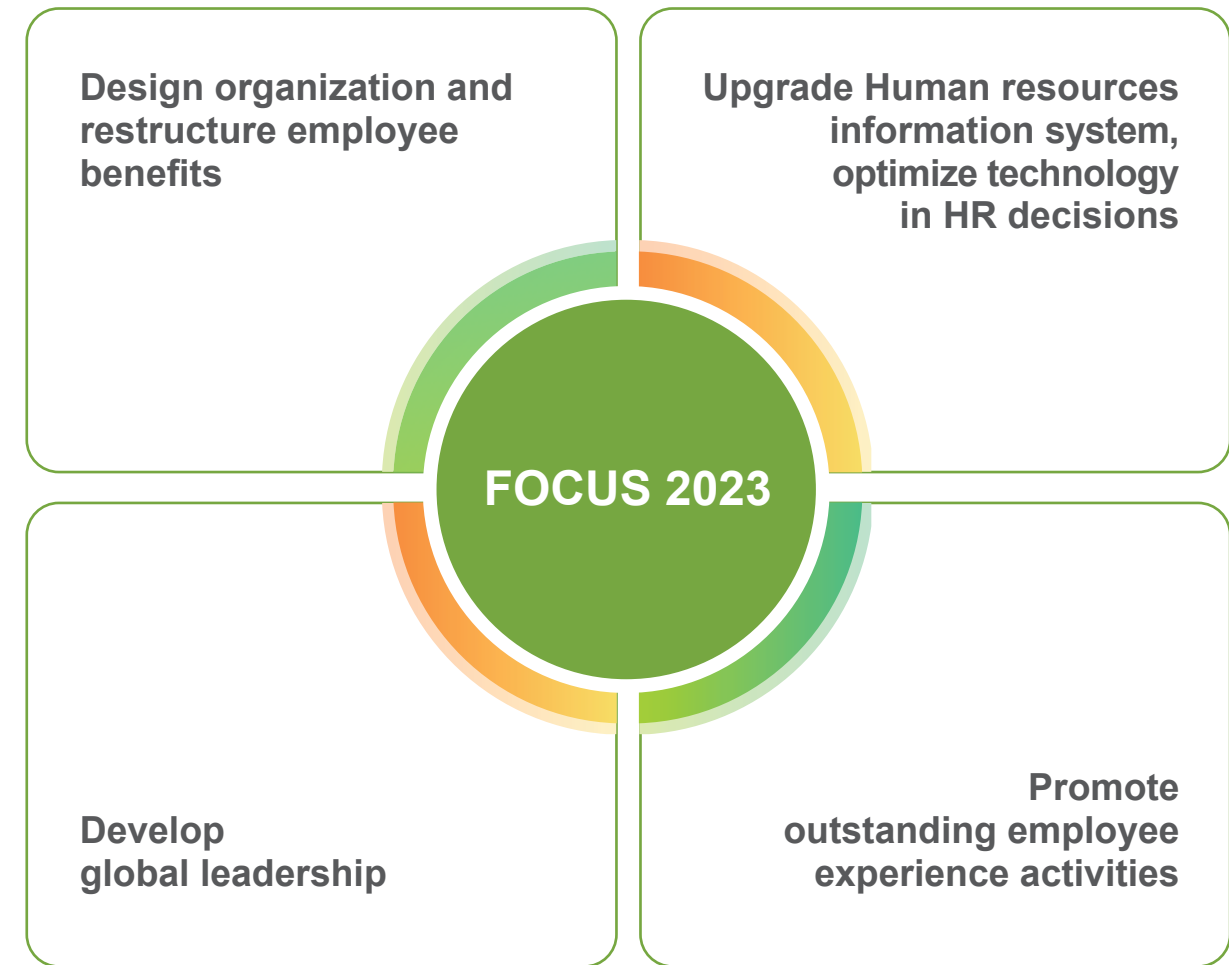 Design organization and
restructure employee
benefits
Upgrade Human resources
information system,
optimize technology
in HR decisions
FOCUS 2023
Develop
global leadership
Promote
outstanding employee
experience activities